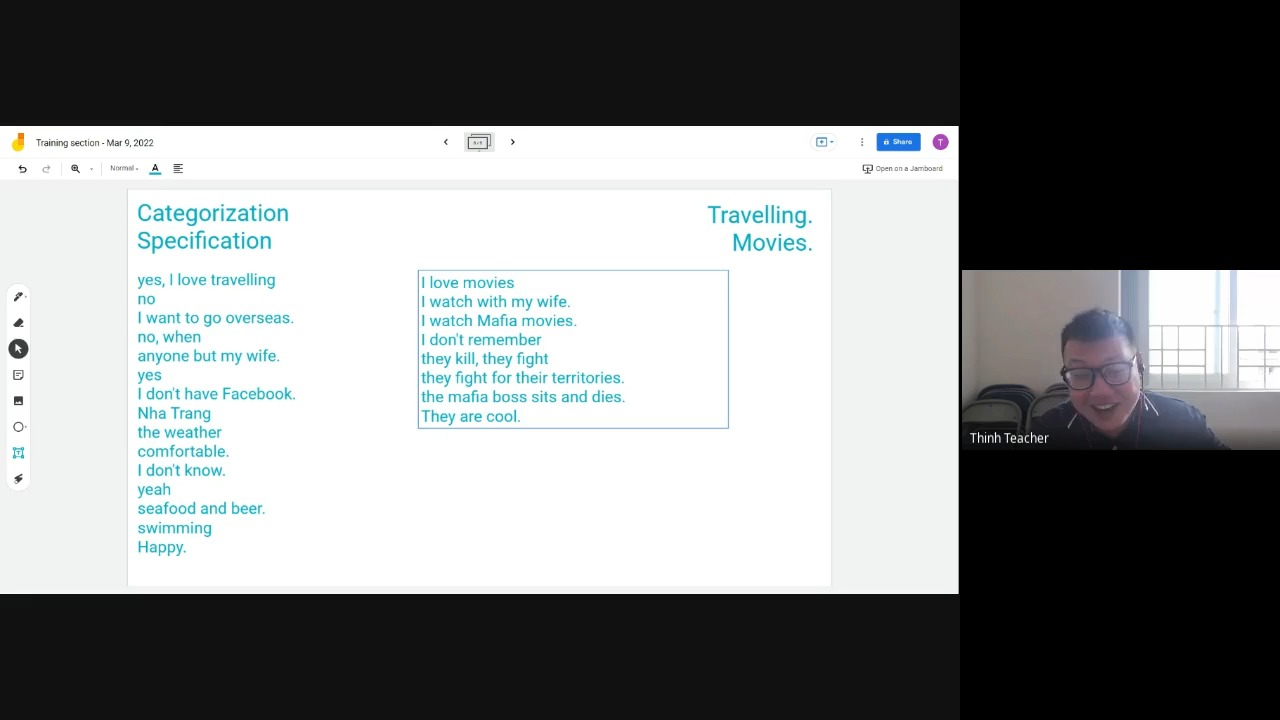 Training section - Mar 9, 2022
Share
T
Normal
A
Open on a Jamboard
Categorization
Specification
Travelling.
Movies.
yes, I love travelling
no
I want to go overseas.
no, when
anyone but my wife.
yes
I don't have Facebook.
Nha Trang
the weather
comfortable.
I don't know.
yeah
seafood and beer.
swimming
Happy.
I love movies
I watch with my wife.
I watch Mafia movies.
I don't remember
they kill, they fight
they fight for their territories.
the mafia boss sits and dies.
They are cool.
Thinh Teacher